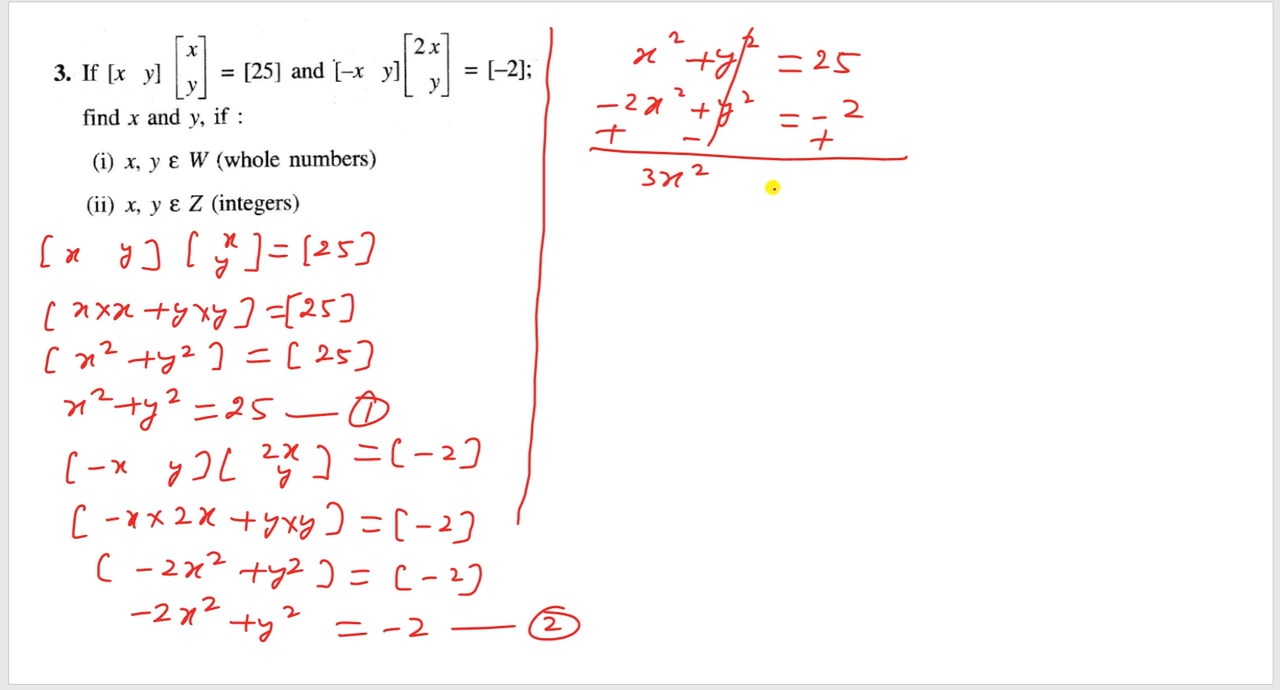 3. If [x y] [x y] = [25] and [–x y] [2x y] = [–2];
find x and y, if :
(i) x, y ε W (whole numbers)
(ii) x, y ε Z (integers)
[x y] [x y] = [25]
[x×x + y×y] = [25]
[x² + y²] = [25]
x² + y² = 25 — ①
[-x y] [2x y] = [-2]
[-x×2x + y×y] = [-2]
[-2x² + y²] = [-2]
-2x² + y² = -2 — ②
x² + y² = 25
-2x² + y² = -2
+ - +
3x²